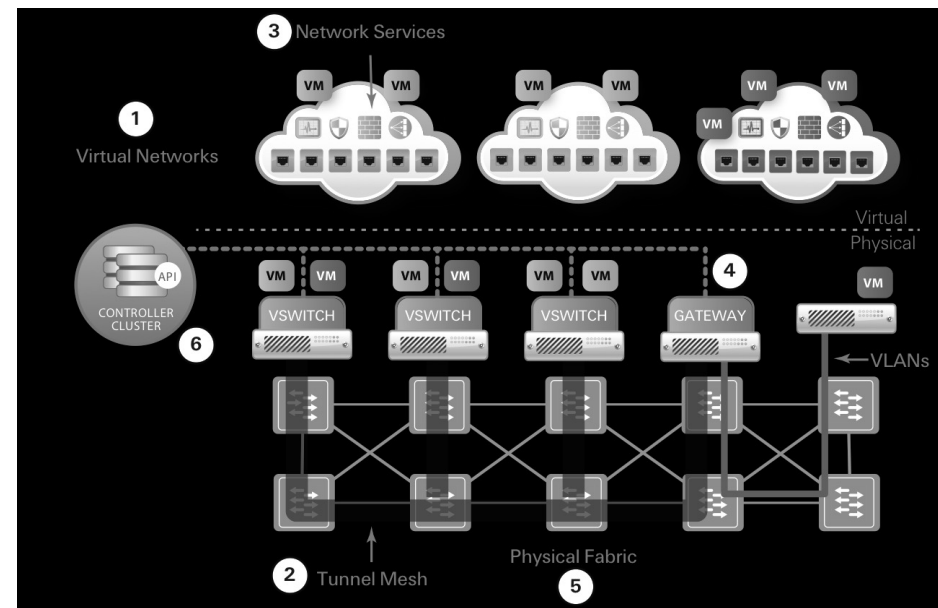 3 Network Services
VM VM VM VM VM VM
1
VM
Virtual Networks
Virtual
Physical
4
API
VM VM VM VM VM VM
VM
CONTROLLER
CLUSTER
VSWITCH VSWITCH VSWITCH GATEWAY
6
VLANs
Physical Fabric
2 Tunnel Mesh
5